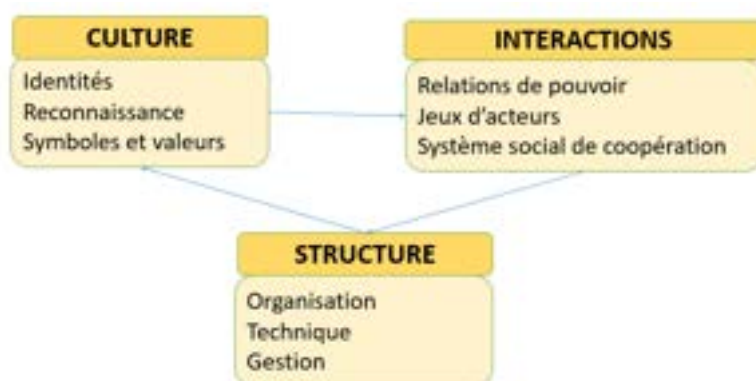 CULTURE
Identités
Reconnaissance
Symboles et valeurs
INTERACTIONS
Relations de pouvoir
Jeux d'acteurs
Système social de coopération
STRUCTURE
Organisation
Technique
Gestion